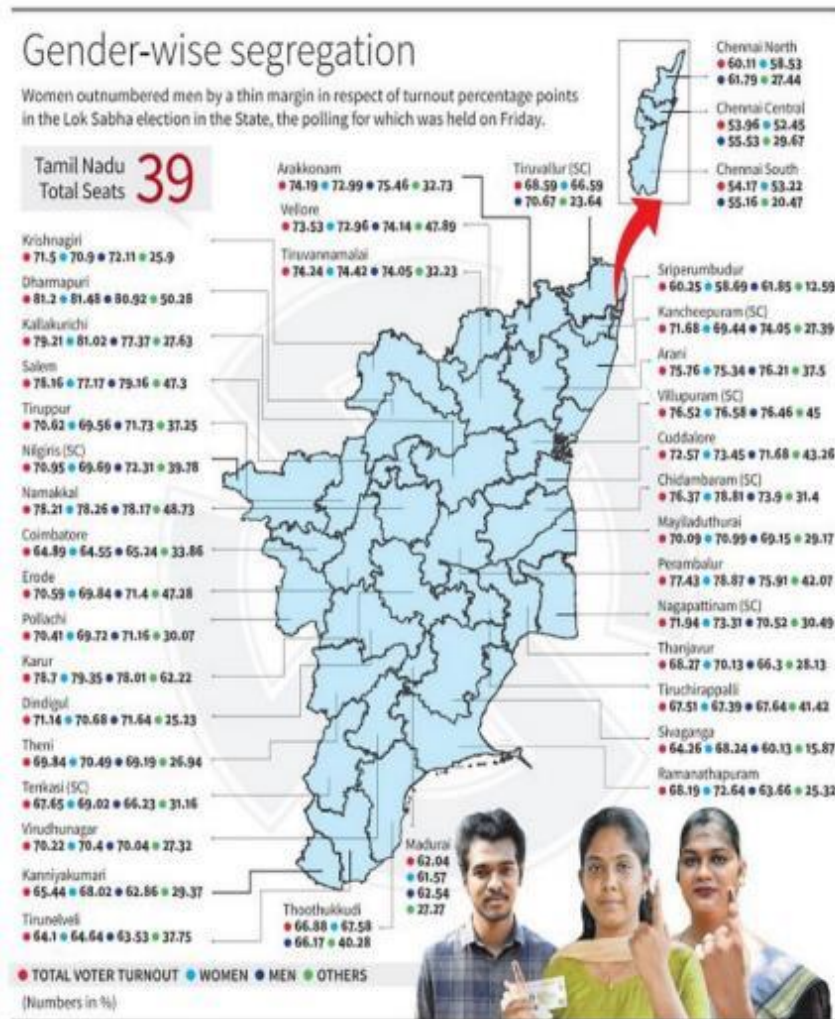 Gender-wise segregation
Women outnumbered men by a thin margin in respect of turnout percentage points
in the Lok Sabha election in the State, the polling for which was held on Friday.
Tamil Nadu
Total Seats 39
Chennai North
60.11 58.53
61.79 27.44
Chennai Central
53.96 52.45
55.53 29.67
Chennai South
54.17 53.22
55.16 20.47
Arakkonam
74.19 72.99 75.46 32.73
Vellore
73.53 72.96 74.14 47.89
Tiruvannamalai
74.24 74.42 74.05 32.23
Tiruvallur (SC)
68.59 66.59
70.67 23.64
Krishnagiri
71.5 70.9 72.11 25.9
Dharmapuri
81.2 81.48 80.92 50.28
Kallakurichi
79.21 81.02 77.37 27.63
Salem
78.16 77.17 79.16 47.3
Tiruppur
70.62 69.56 71.73 37.25
Nilgiris (SC)
70.95 69.69 72.31 39.78
Namakkal
78.21 78.26 78.17 48.73
Coimbatore
64.89 64.55 65.24 33.86
Erode
70.59 69.84 71.4 47.28
Pollachi
70.41 69.72 71.16 30.07
Karur
78.7 79.35 78.01 62.22
Dindigul
71.14 70.68 71.64 25.23
Theni
69.84 70.49 69.19 26.94
Tenkasi (SC)
67.65 69.02 66.23 31.16
Virudhunagar
70.22 70.4 70.04 27.32
Kanniyakumari
65.44 68.02 62.86 29.37
Tirunelveli
64.1 64.64 63.53 37.75
Sriperumbudur
60.25 58.69 61.85 12.59
Kancheepuram (SC)
71.68 69.44 74.05 27.39
Arani
75.76 75.34 76.21 37.5
Villupuram (SC)
76.52 76.58 76.46 45
Cuddalore
72.57 73.45 71.68 43.26
Chidambaram (SC)
76.37 78.81 73.9 31.4
Mayiladuthurai
70.09 70.99 69.15 29.17
Perambalur
77.43 78.87 75.91 42.07
Nagapattinam (SC)
71.94 73.31 70.52 30.49
Thanjavur
68.27 70.13 66.3 28.13
Tiruchirappalli
67.51 67.39 67.64 41.42
Sivaganga
64.26 68.24 60.13 15.87
Ramanathapuram
68.19 72.64 63.66 25.32
Madurai
62.04
61.57
62.54
27.27
Thoothukkudi
66.88 67.58
66.17 40.28
TOTAL VOTER TURNOUT WOMEN MEN OTHERS
(Numbers in %)